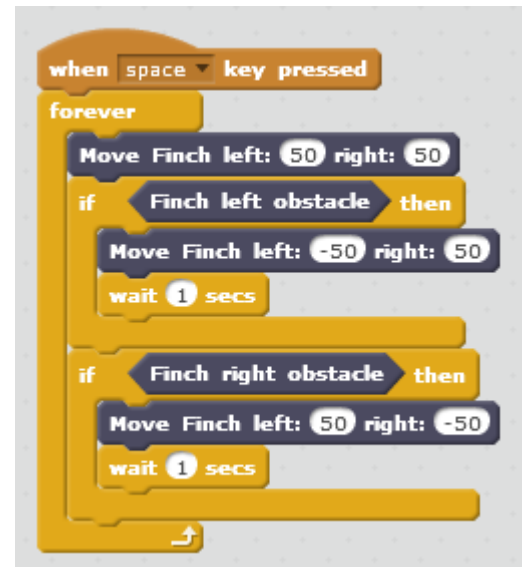 when space key pressed
forever
Move Finch left: 50 right: 50
if Finch left obstacle then
Move Finch left: -50 right: 50
wait 1 secs
if Finch right obstacle then
Move Finch left: 50 right: -50
wait 1 secs